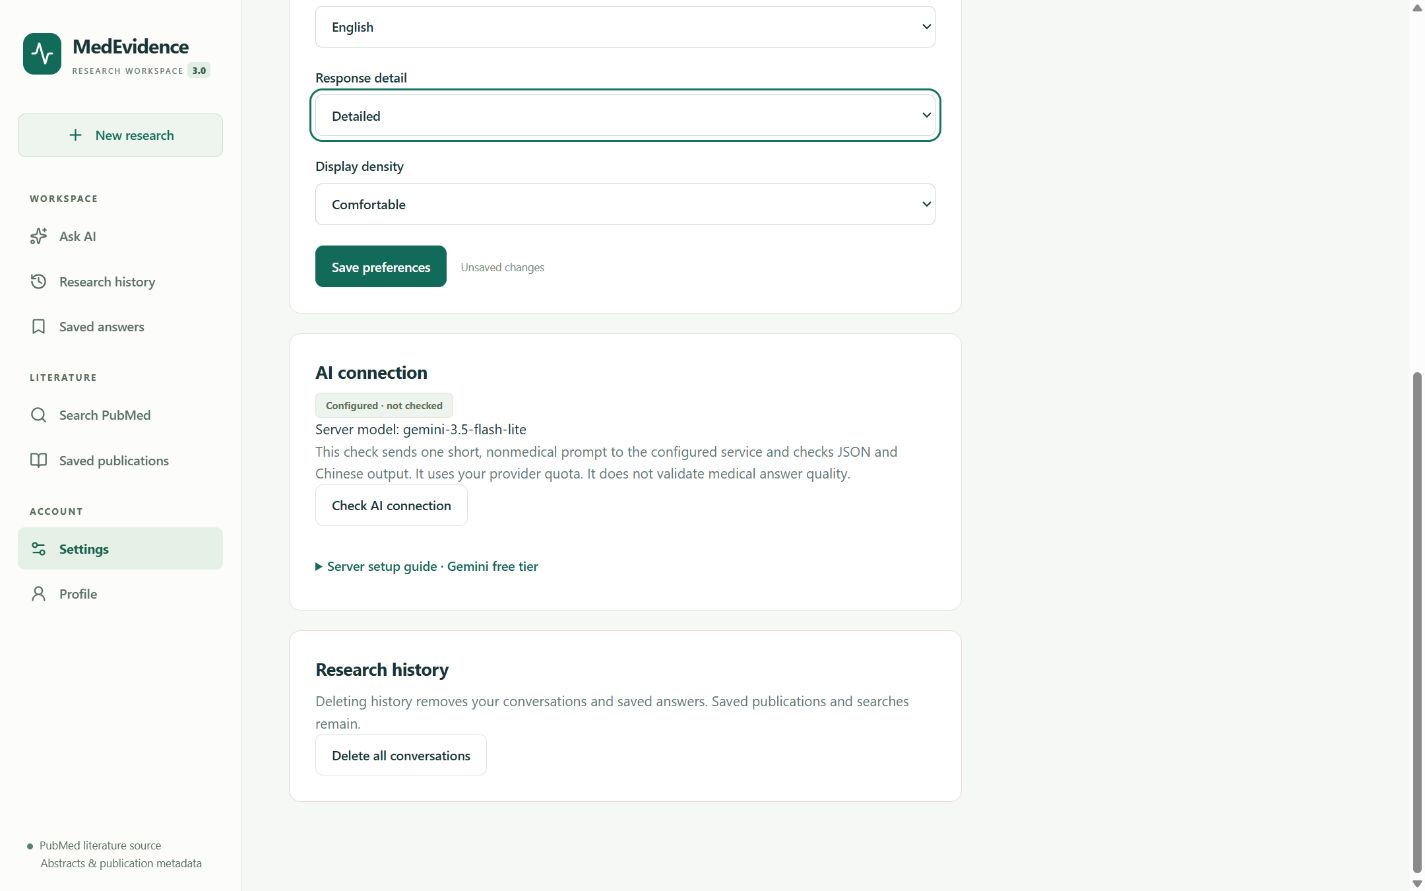 MedEvidence
RESEARCH WORKSPACE 3.0
New research
WORKSPACE
Ask AI
Research history
Saved answers
LITERATURE
Search PubMed
Saved publications
ACCOUNT
Settings
Profile
PubMed literature source
Abstracts & publication metadata
English
Response detail
Detailed
Display density
Comfortable
Save preferences
Unsaved changes
AI connection
Configured · not checked
Server model: gemini-3.5-flash-lite
This check sends one short, nonmedical prompt to the configured service and checks JSON and
Chinese output. It uses your provider quota. It does not validate medical answer quality.
Check AI connection
Server setup guide · Gemini free tier
Research history
Deleting history removes your conversations and saved answers. Saved publications and searches
remain.
Delete all conversations